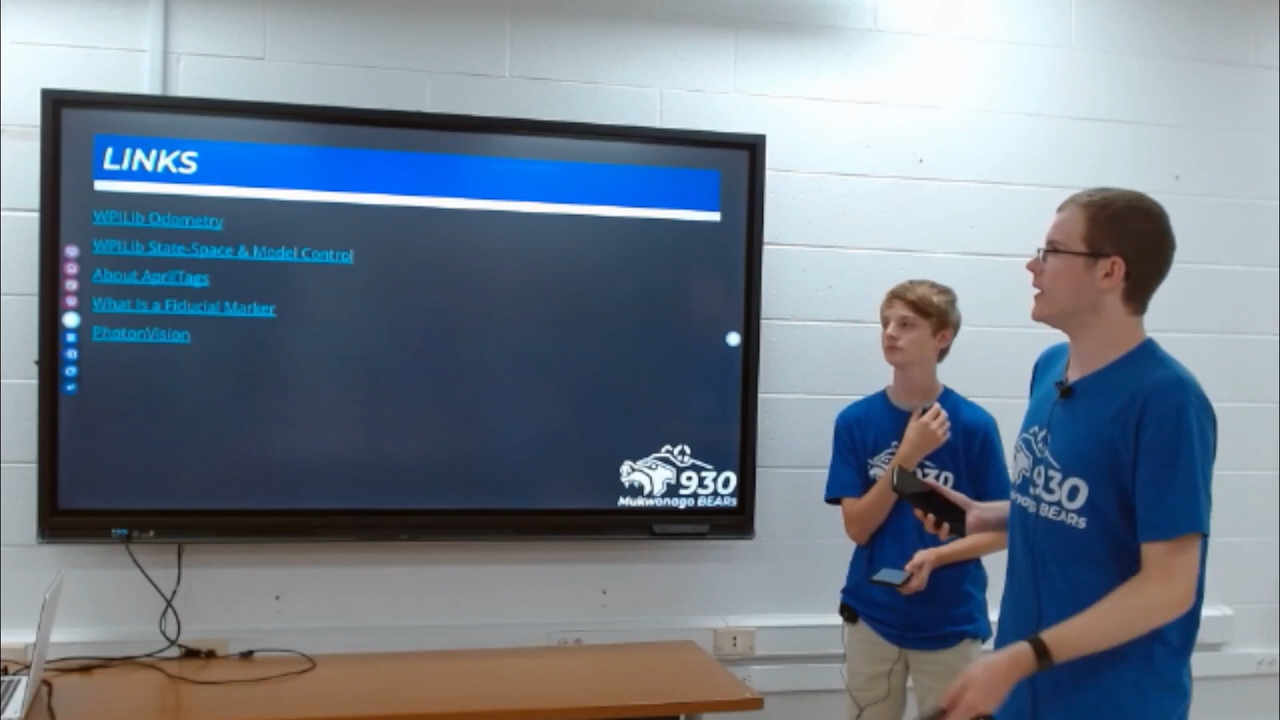 LINKS
WPILib Odometry
WPILib State-Space & Model Control
About AprilTags
What is a Fiducial Marker
PhotonVision
930
Mukwonago BEARs
930
930
BEARs